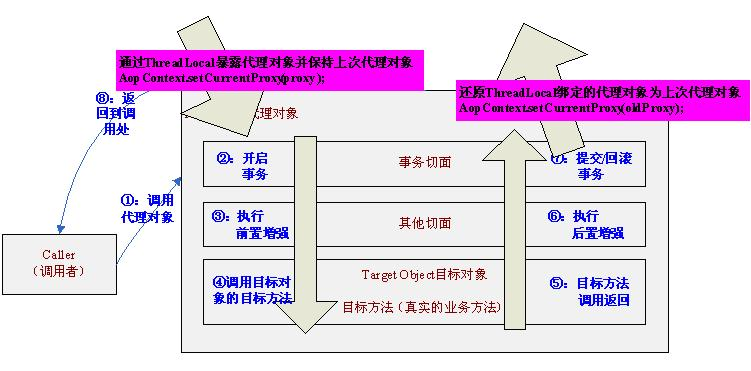 通过ThreadLocal暴露代理对象并保持上次代理对象
AopContext.setCurrentProxy(proxy);
还原ThreadLocal绑定的代理对象为上次代理对象
AopContext.setCurrentProxy(oldProxy);
⑧：返
回到调
用处
代理对象
②：开启
事务
事务切面
⑦：提交/回滚
事务
①：调用
代理对象
③：执行
前置增强
其他切面
⑥：执行
后置增强
Caller
（调用者）
④调用目标对
象的目标方法
Target Object目标对象
目标方法（真实的业务方法）
⑤：目标方法
调用返回